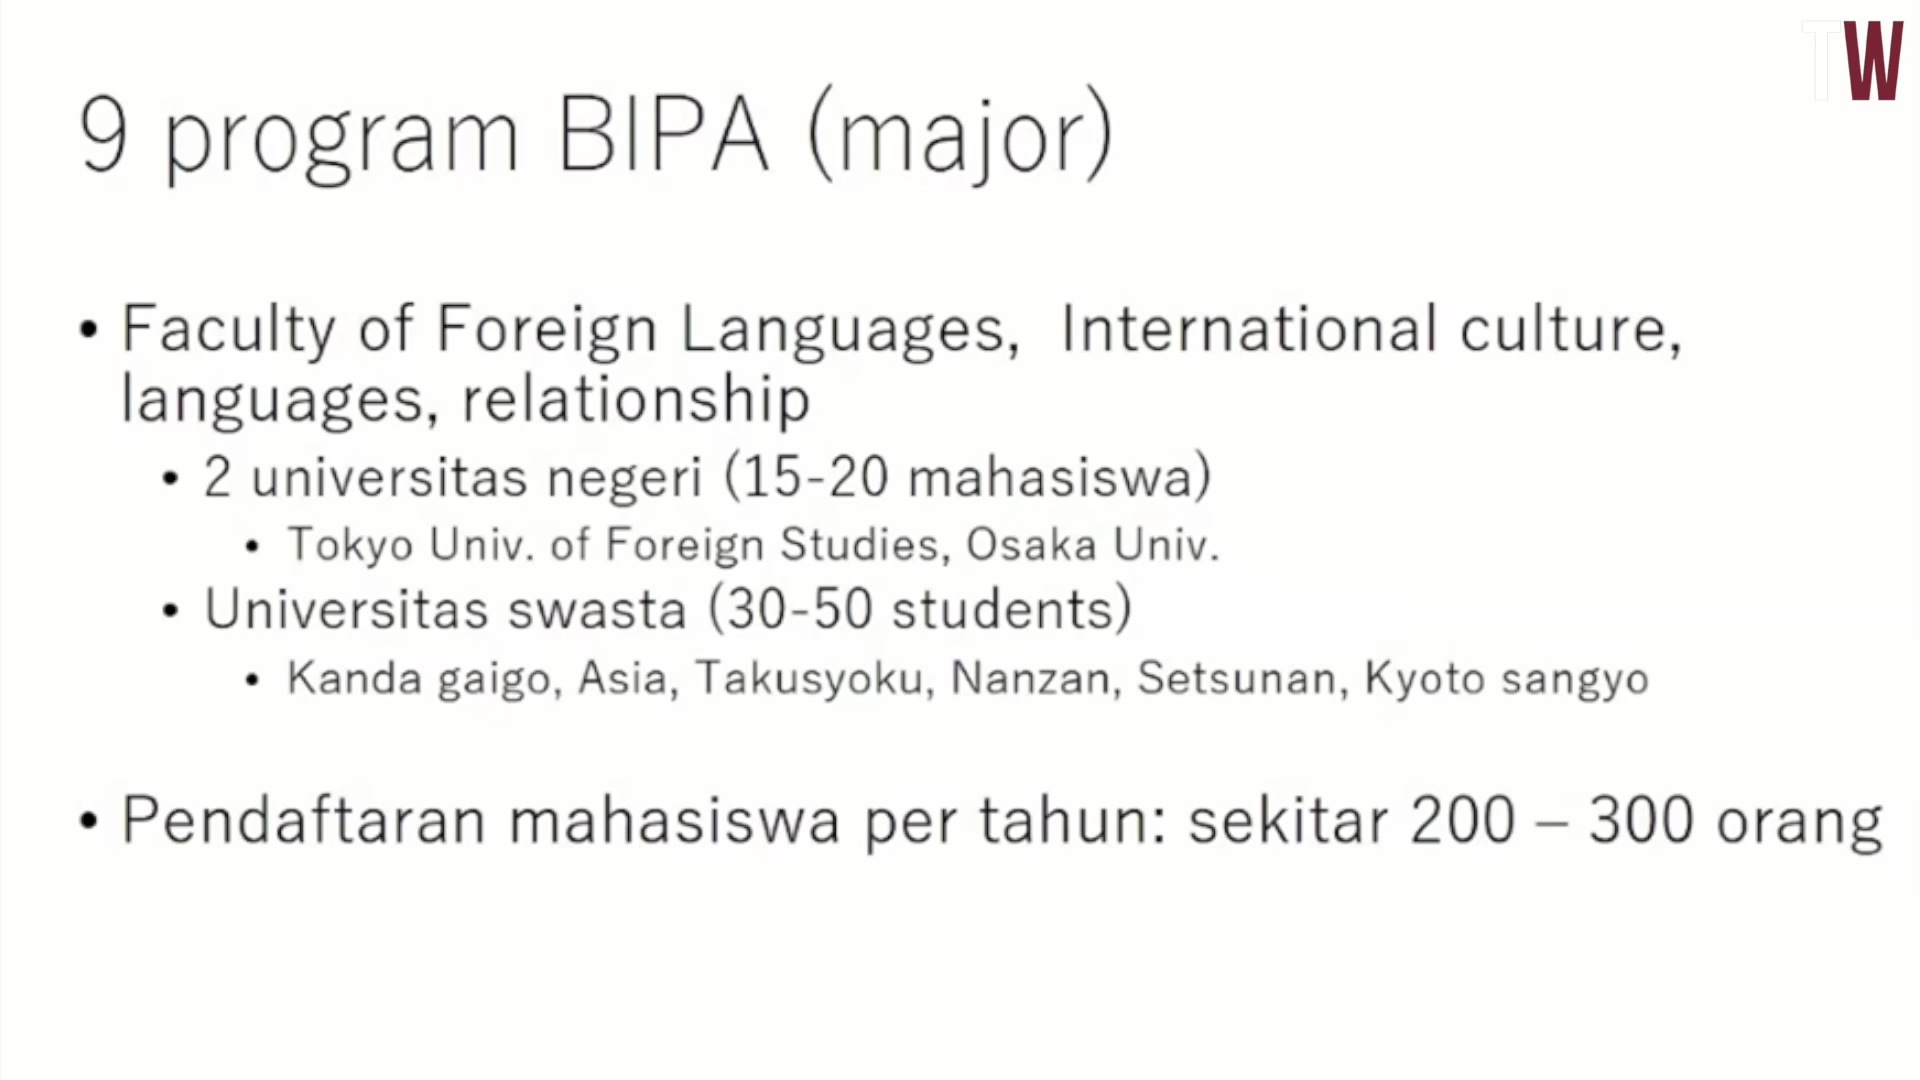 TW
9 program BIPA (major)
• Faculty of Foreign Languages,  International culture,
languages, relationship
• 2 universitas negeri (15-20 mahasiswa)
• Tokyo Univ. of Foreign Studies, Osaka Univ.
• Universitas swasta (30-50 students)
• Kanda gaigo, Asia, Takusyoku, Nanzan, Setsunan, Kyoto sangyo
• Pendaftaran mahasiswa per tahun: sekitar 200 – 300 orang